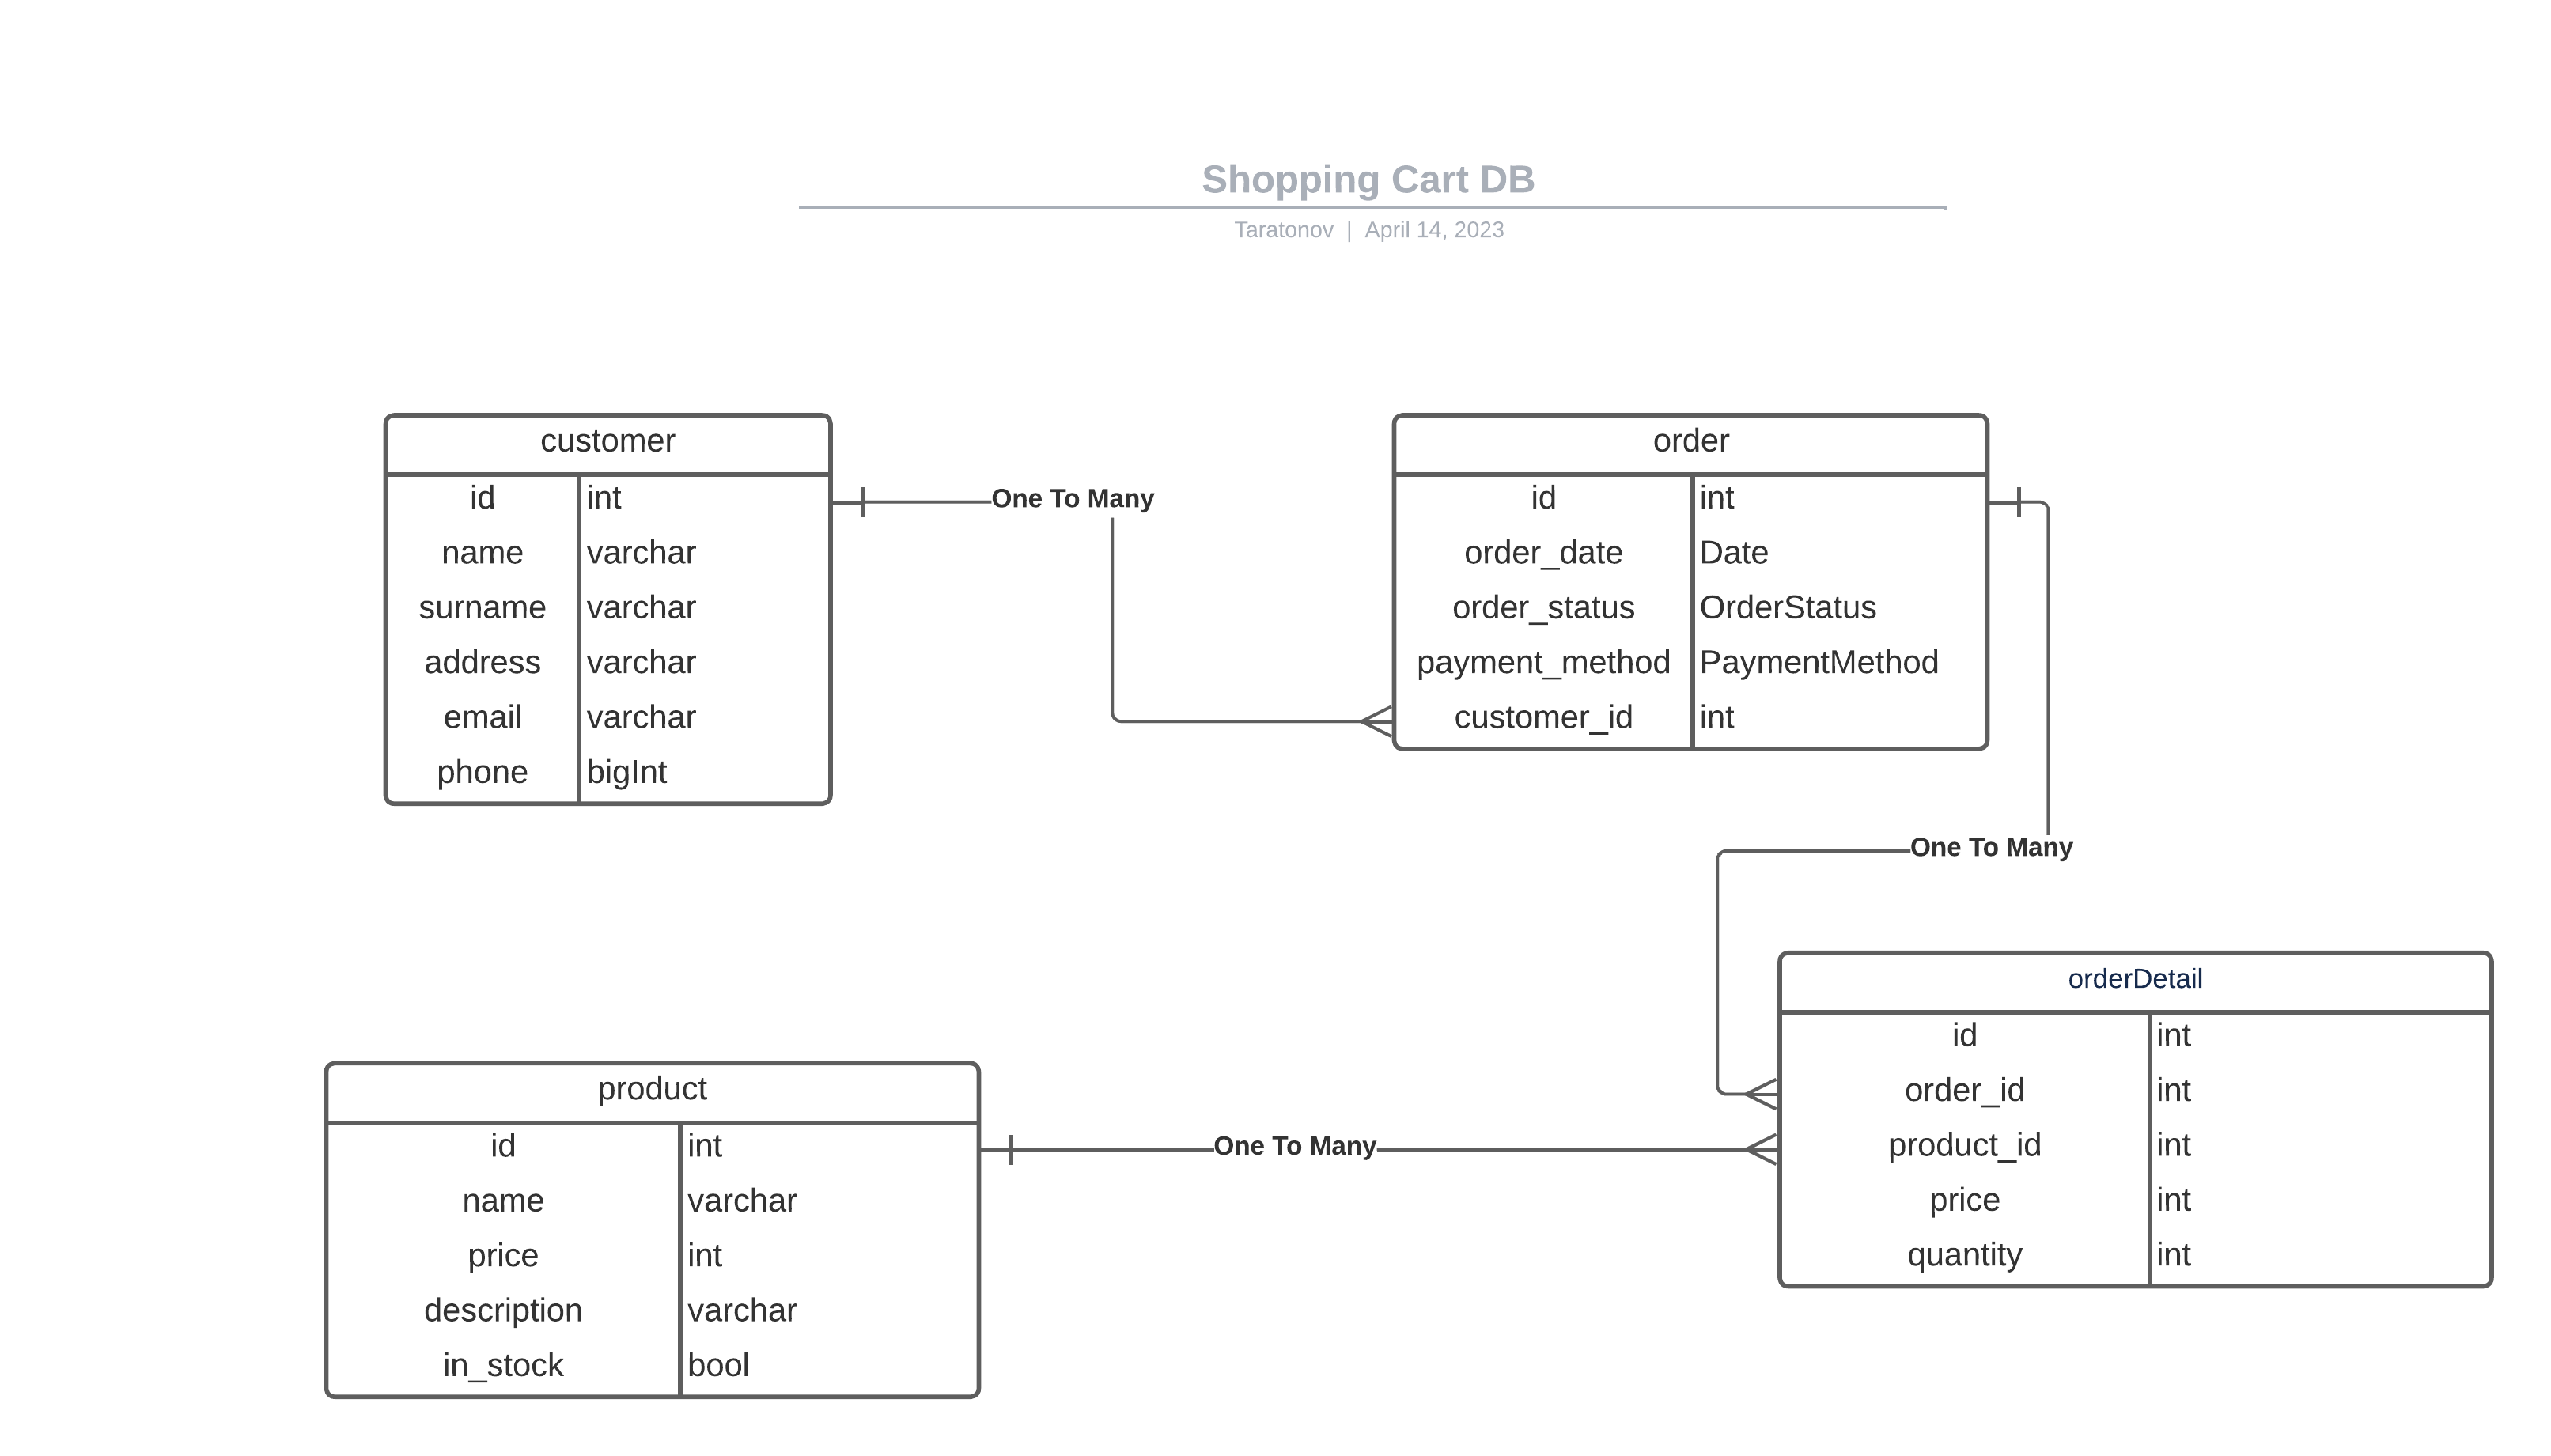 Shopping Cart DB
Taratonov | April 14, 2023
customer
id int
name varchar
surname varchar
address varchar
email varchar
phone bigInt
One To Many
order
id int
order_date Date
order_status OrderStatus
payment_method PaymentMethod
customer_id int
One To Many
orderDetail
id int
order_id int
product_id int
price int
quantity int
product
id int
name varchar
price int
description varchar
in_stock bool
One To Many